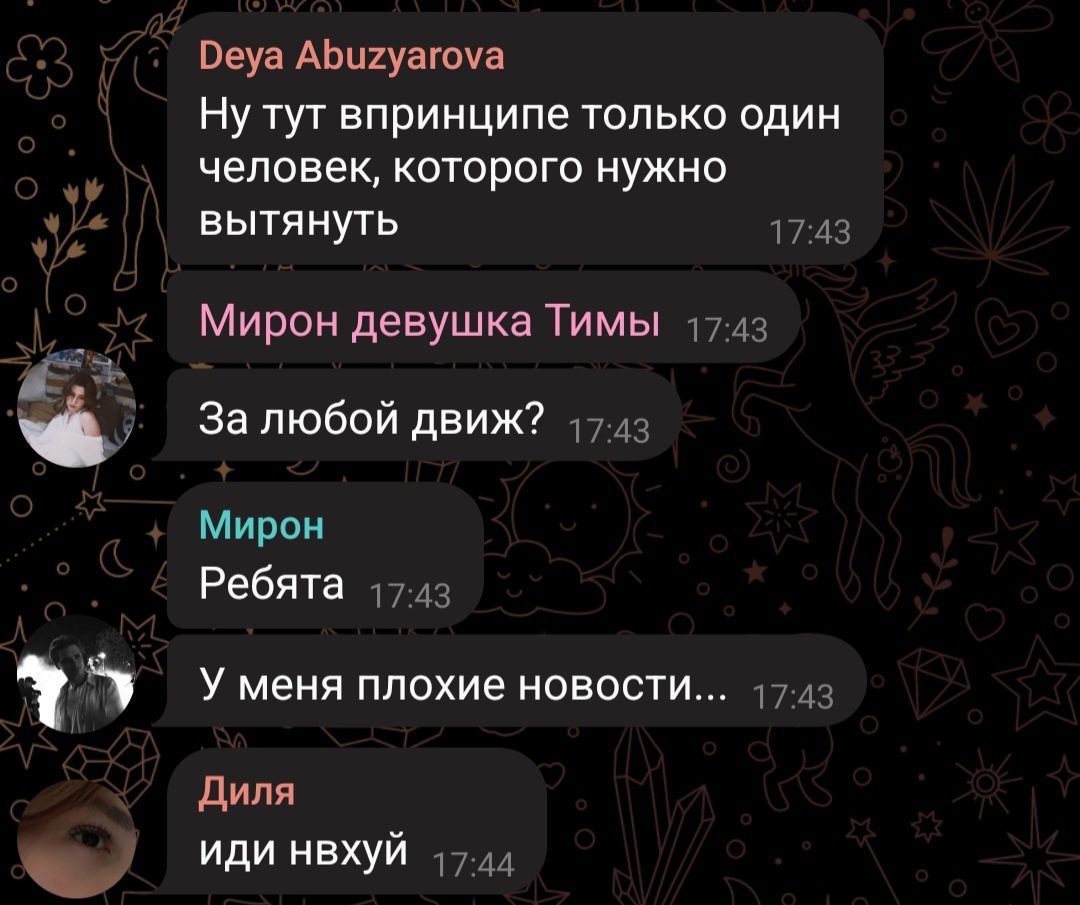 Deya Abuzyarova
Ну тут впринципе только один
человек, которого нужно
вытянуть
17:43
Мирон девушка Тимы 17:43
За любой движ? 17:43
Мирон
Ребята 17:43
У меня плохие новости... 17:43
Диля
иди нвхуй 17:44